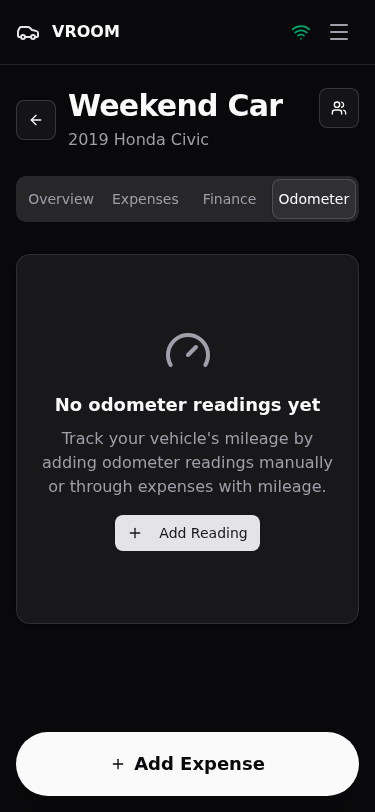 VROOM
Weekend Car
2019 Honda Civic
Overview Expenses Finance Odometer
No odometer readings yet
Track your vehicle's mileage by
adding odometer readings manually
or through expenses with mileage.
Add Reading
Add Expense